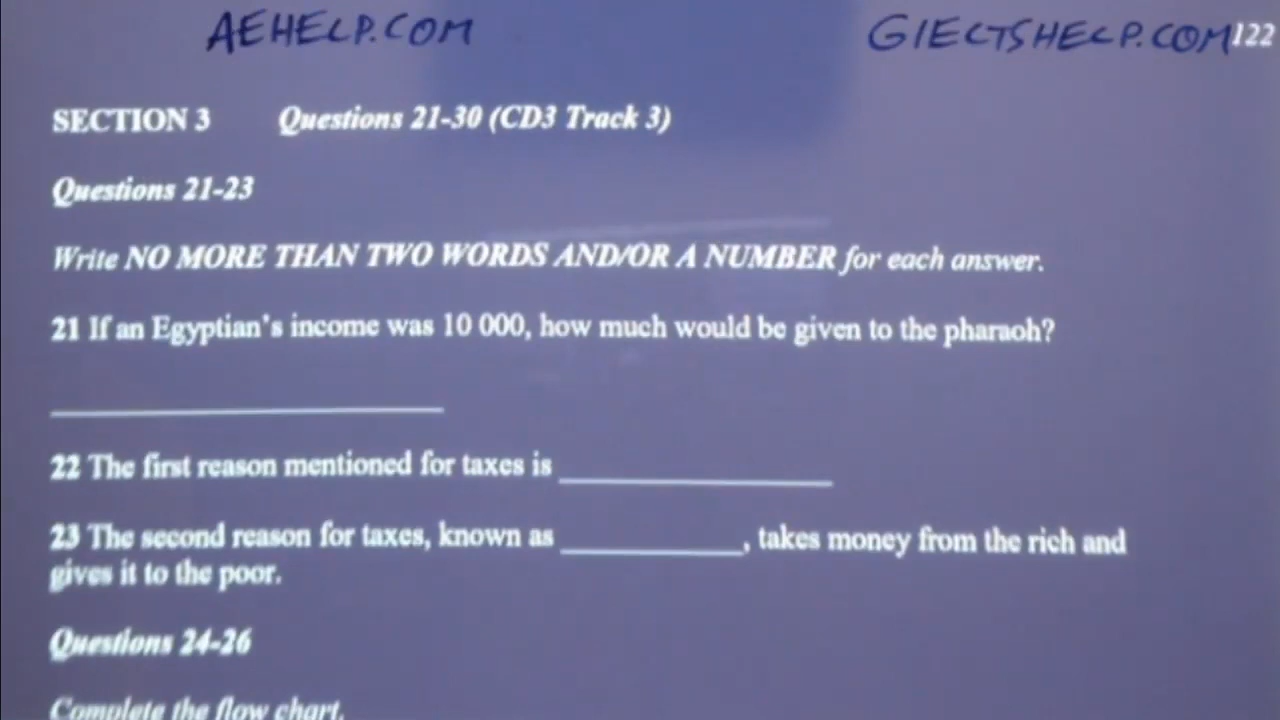 AEHELP.COM GIELTSHELP.COM 122
SECTION 3 Questions 21-30 (CD3 Track 3)
Questions 21-23
Write NO MORE THAN TWO WORDS AND/OR A NUMBER for each answer.
21 If an Egyptian's income was 10 000, how much would be given to the pharaoh?
22 The first reason mentioned for taxes is
23 The second reason for taxes, known as , takes money from the rich and
gives it to the poor.
Questions 24-26
Complete the flow chart.